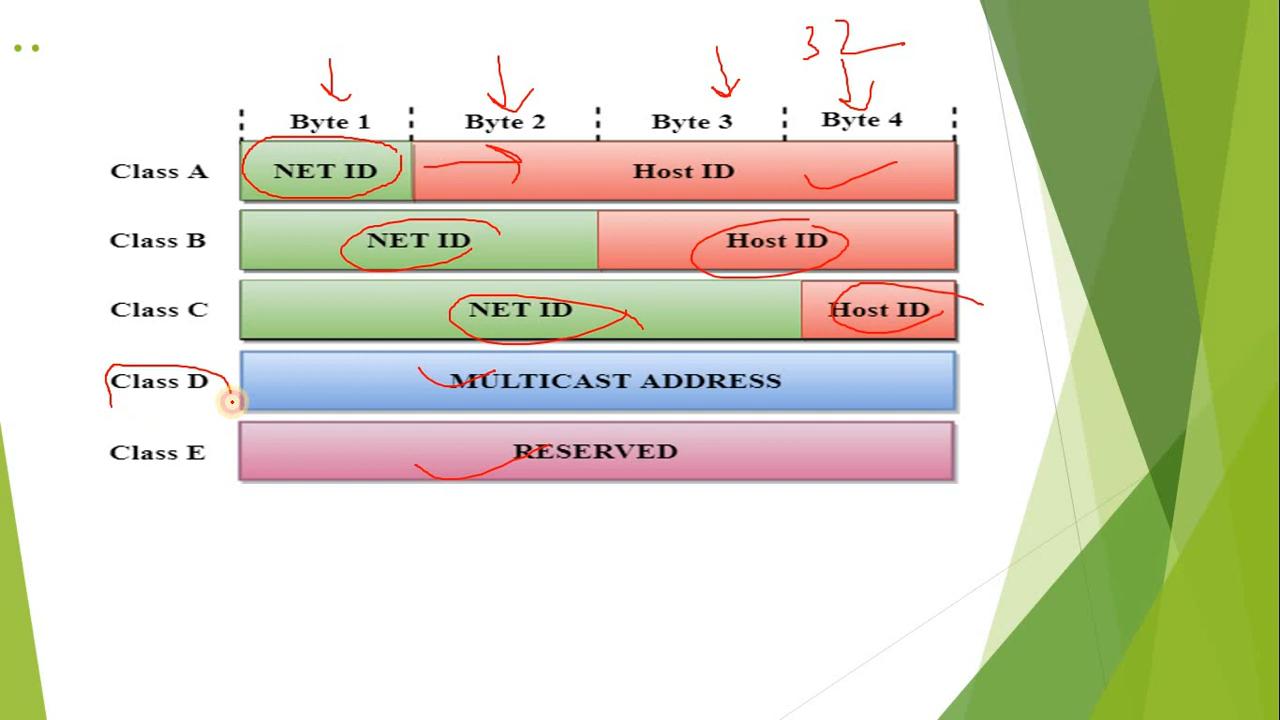 32
Byte 1 Byte 2 Byte 3 Byte 4
Class A NET ID Host ID
Class B NET ID Host ID
Class C NET ID Host ID
Class D MULTICAST ADDRESS
Class E RESERVED